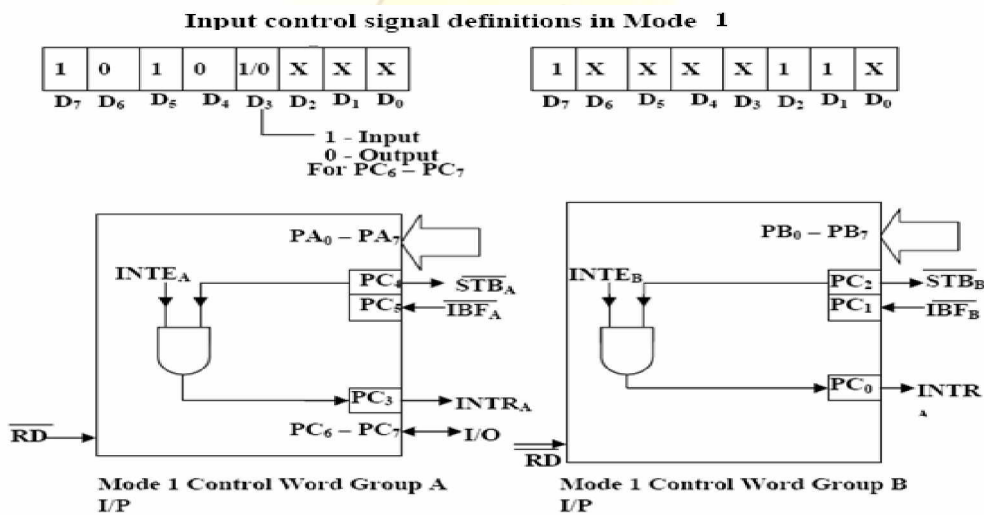 Input control signal definitions in Mode 1
1 0 1 0 1/0 X X X
D7 D6 D5 D4 D3 D2 D1 D0
1 X X X X 1 1 X
D7 D6 D5 D4 D3 D2 D1 D0
1 - Input
0 - Output
For PC6 – PC7
PA0 – PA7
INTEA
PC4 STBA
PC5 IBFA
PC3 INTRA
PC6 – PC7 I/O
RD
Mode 1 Control Word Group A
I/P
PB0 – PB7
INTEB
PC2 STBB
PC1 IBFB
PC0 INTR
A
RD
Mode 1 Control Word Group B
I/P